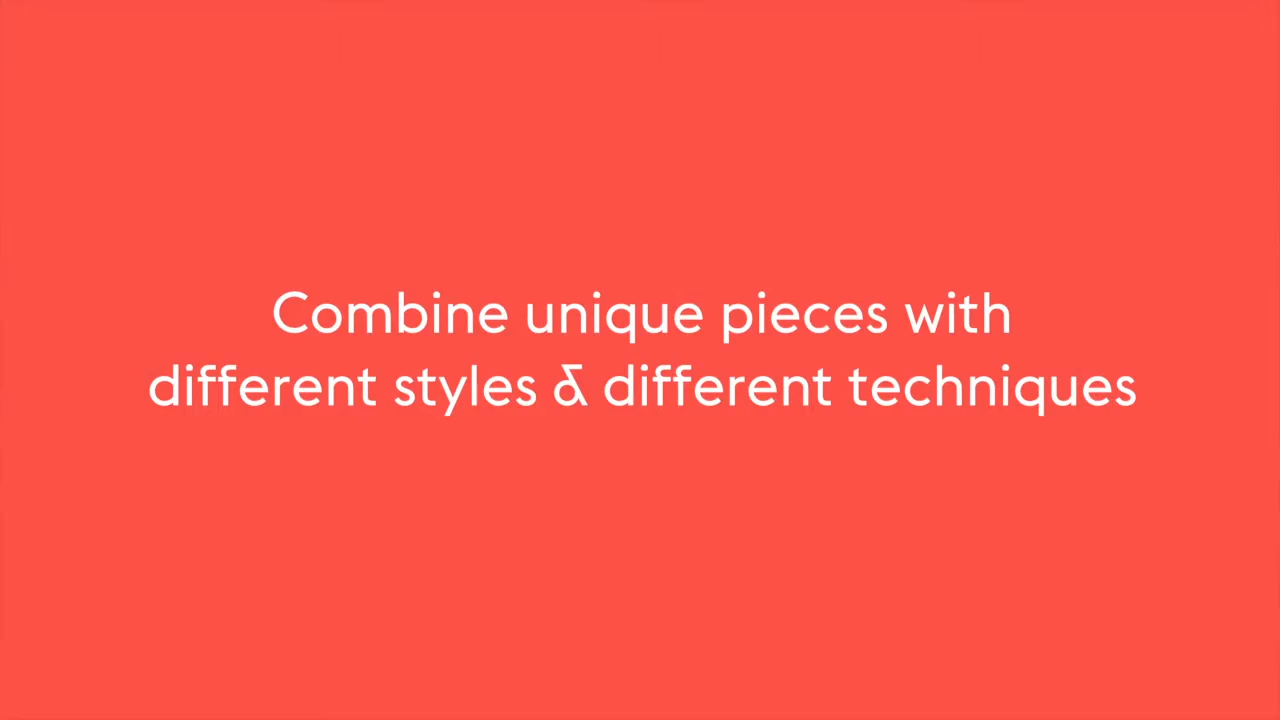 Combine unique pieces with
different styles & different techniques